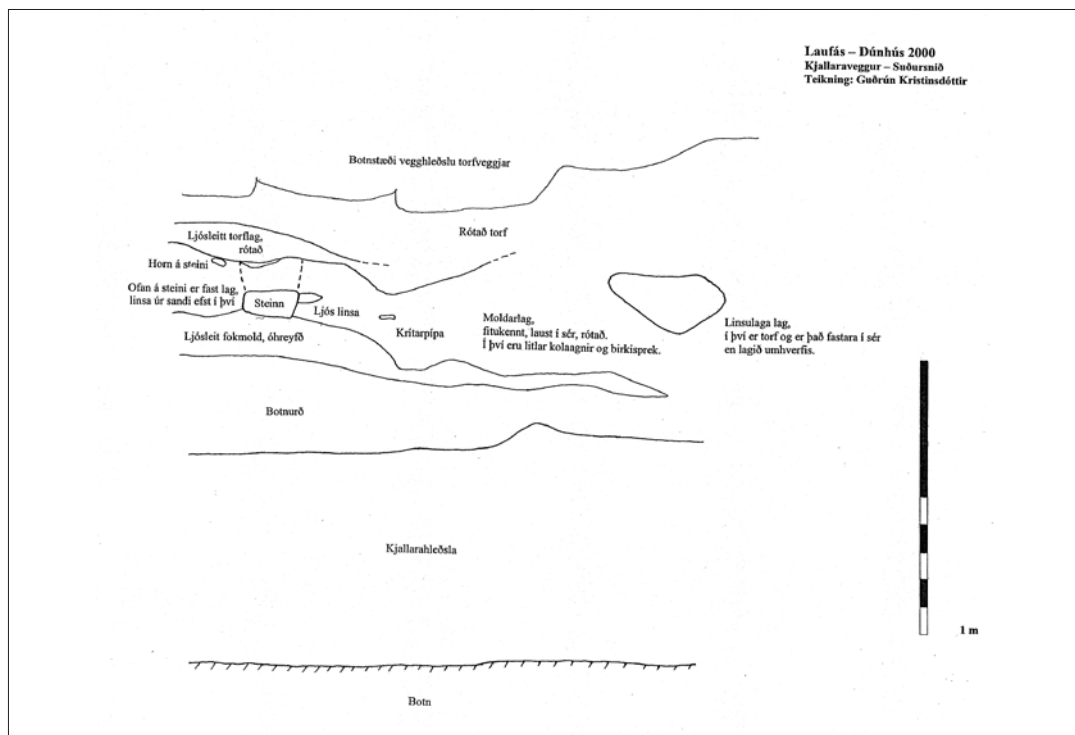 Laufás – Dúnhús 2000
Kjallaraveggur – Suðursnið
Teikning: Guðrún Kristinsdóttir
Botnstæði vegghleðslu torfveggjar
Ljósleitt torflag,
rótað
Rótað torf
Horn á steini
Ofan á steini er fast lag,
linsa úr sandi efst í því
Steinn
Ljós linsa
Krítarpípa
Moldarlag,
fitukennt, laust í sér, rótað.
Í því eru litlar kolaagnir og birkisprek.
Linsulaga lag,
í því er torf og er það fastara í sér
en lagið umhverfis.
Ljósleit fokmold, óhreyfð
Botnurð
Kjallarahleðsla
1 m
Botn